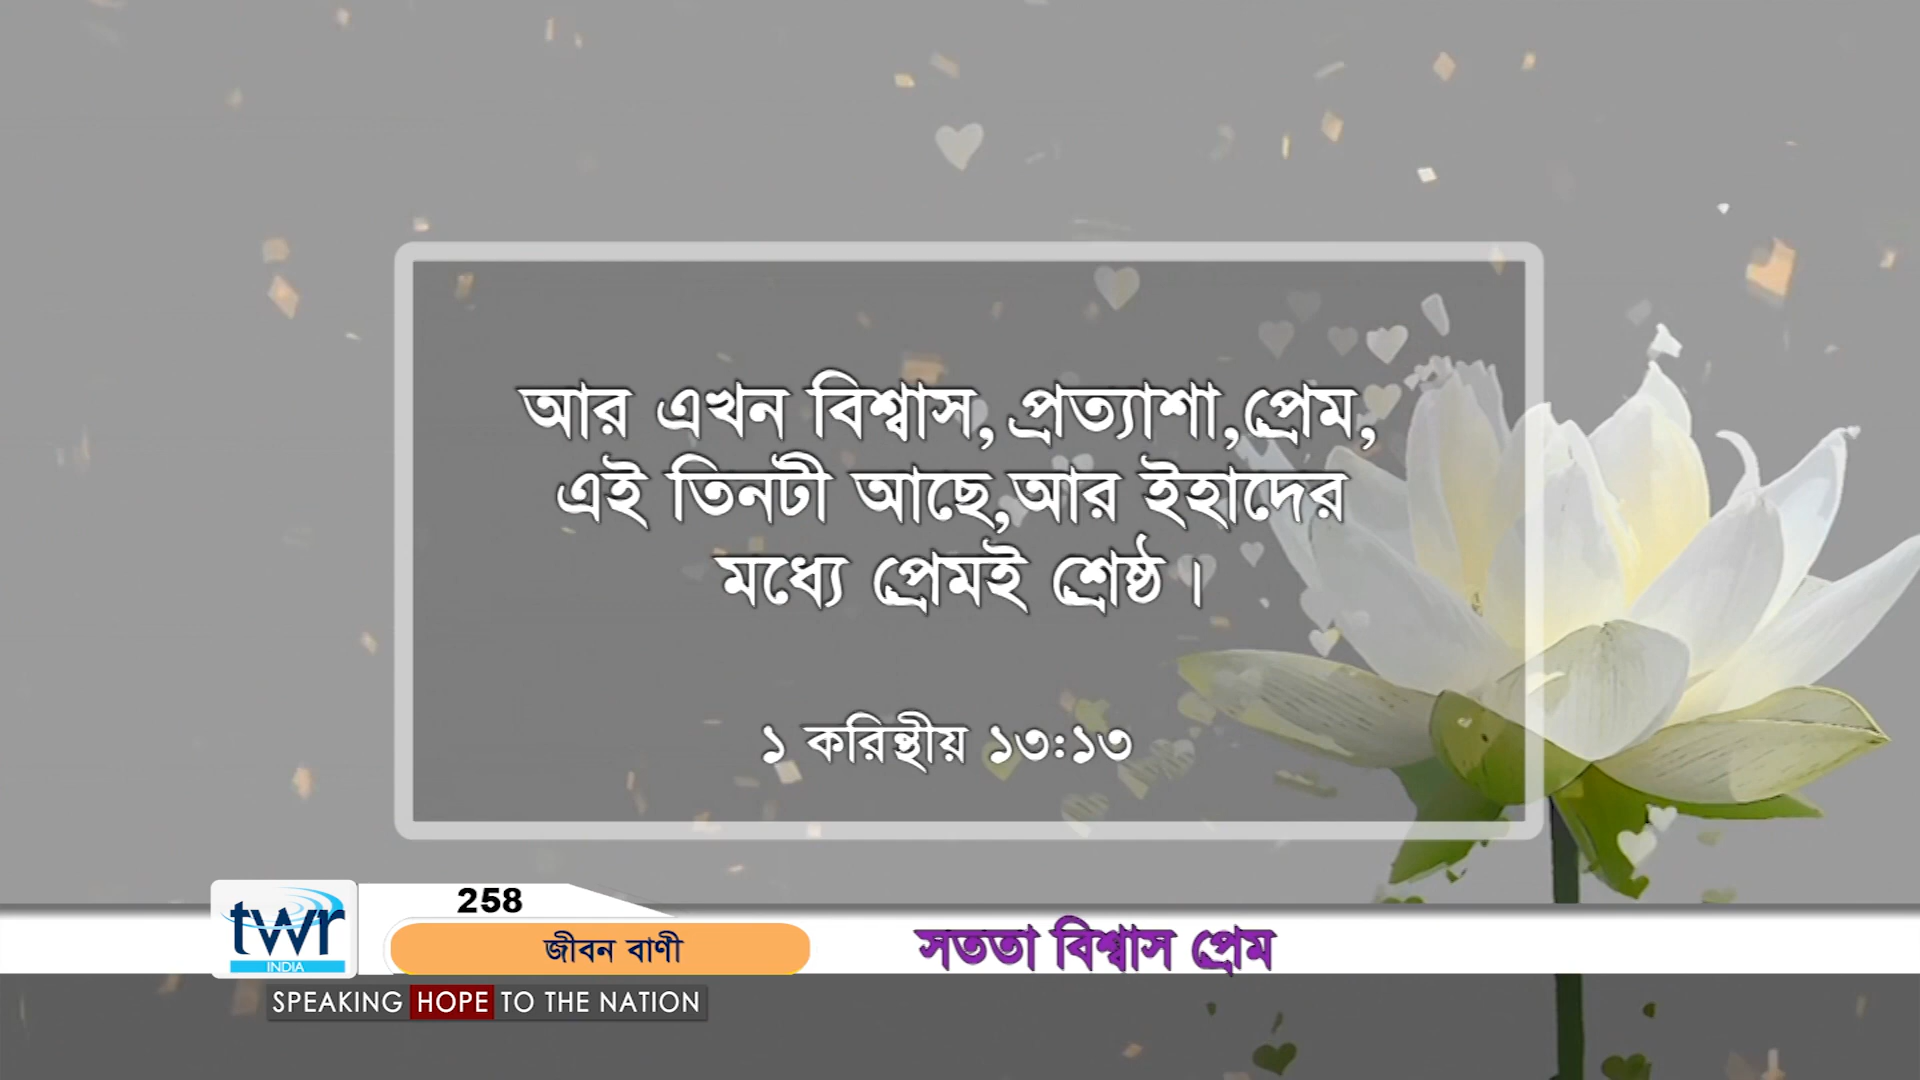 আর এখন বিশ্বাস, প্রত্যাশা,প্রেম,
এই তিনটী আছে,আর ইহাদের
মধ্যে প্রেমই শ্রেষ্ঠ।
১ করিন্থীয় ১৩:১৩
258
twr
INDIA
জীবন বাণী
সততা বিশ্বাস প্রেম
SPEAKING HOPE TO THE NATION